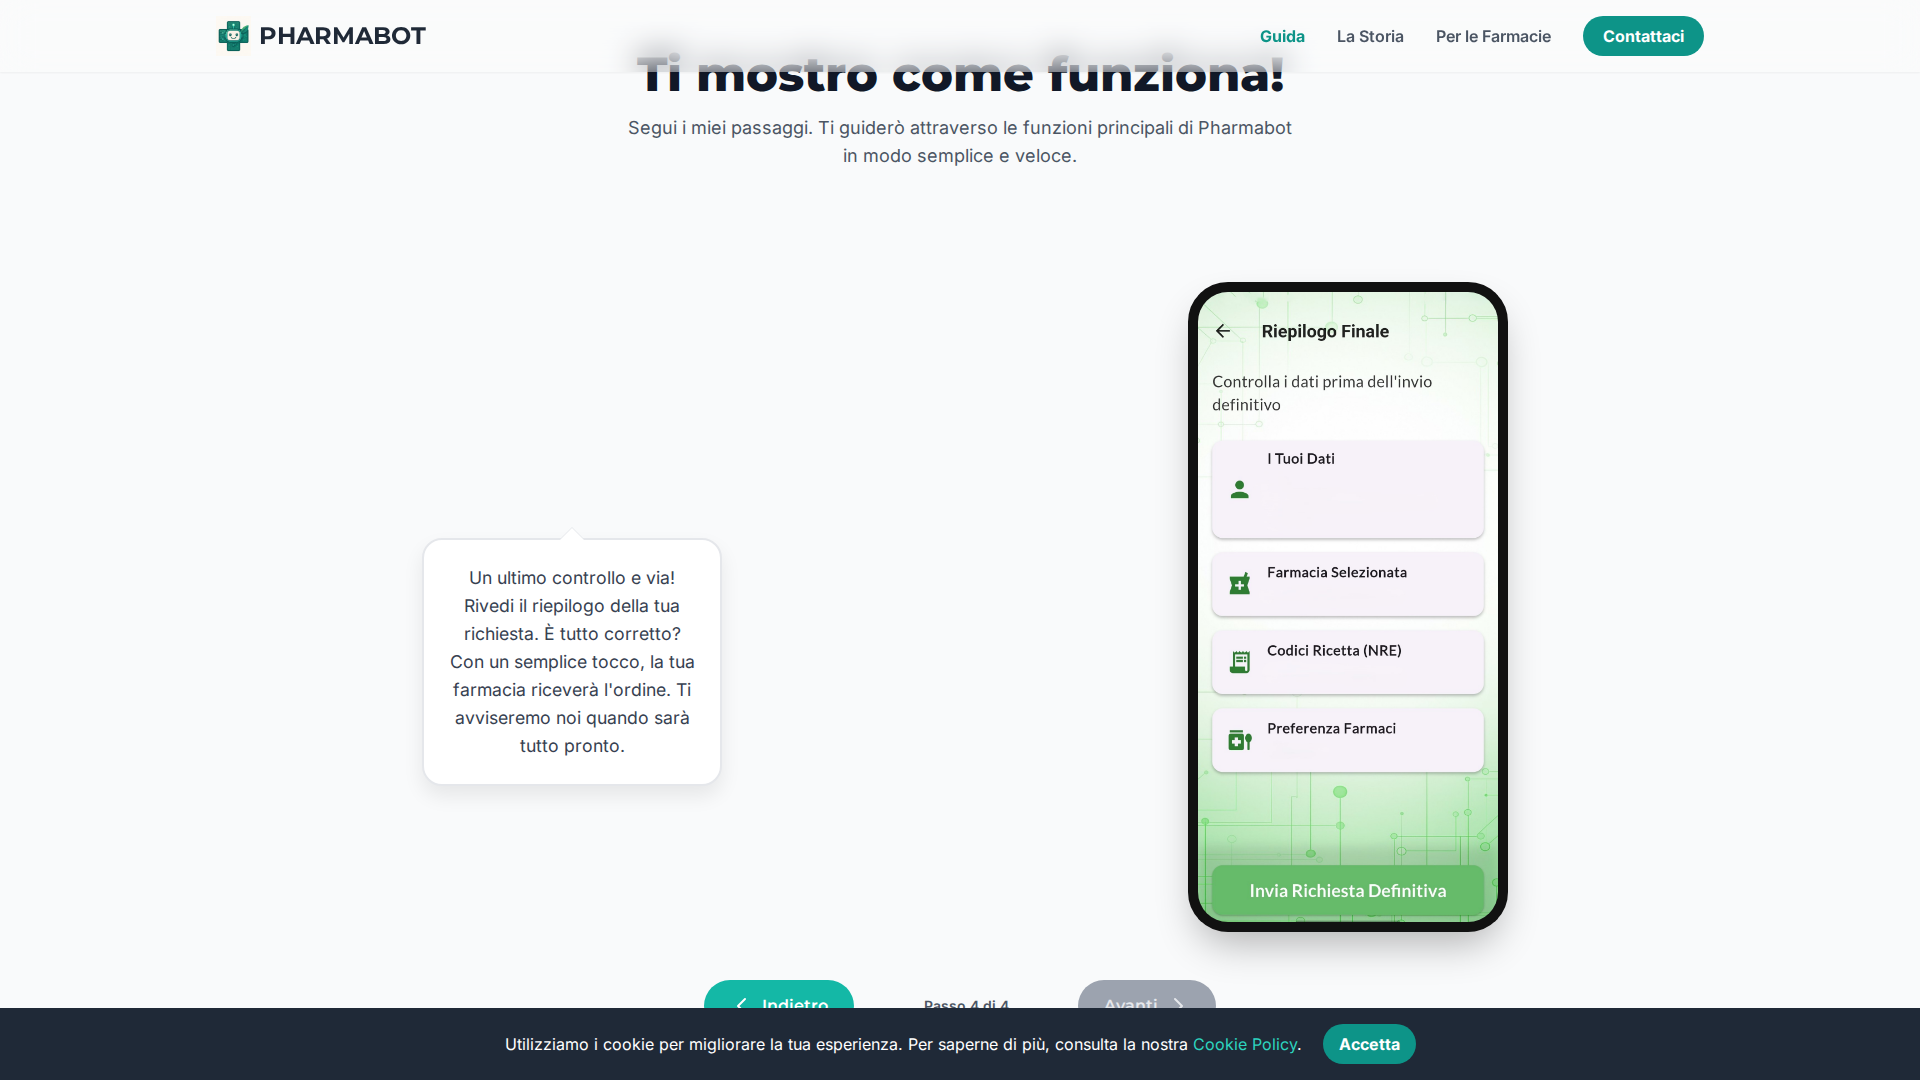 PHARMABOT
Guida
La Storia
Per le Farmacie
Contattaci
Ti mostro come funziona!
Segui i miei passaggi. Ti guiderò attraverso le funzioni principali di Pharmabot
in modo semplice e veloce.
Un ultimo controllo e via!
Rivedi il riepilogo della tua
richiesta. È tutto corretto?
Con un semplice tocco, la tua
farmacia riceverà l'ordine. Ti
avviseremo noi quando sarà
tutto pronto.
Riepilogo Finale
Controlla i dati prima dell'invio
definitivo
I Tuoi Dati
Farmacia Selezionata
Codici Ricetta (NRE)
Preferenza Farmaci
Invia Richiesta Definitiva
Indietro
Passo 4 di 4
Avanti
Utilizziamo i cookie per migliorare la tua esperienza. Per saperne di più, consulta la nostra Cookie Policy.
Accetta